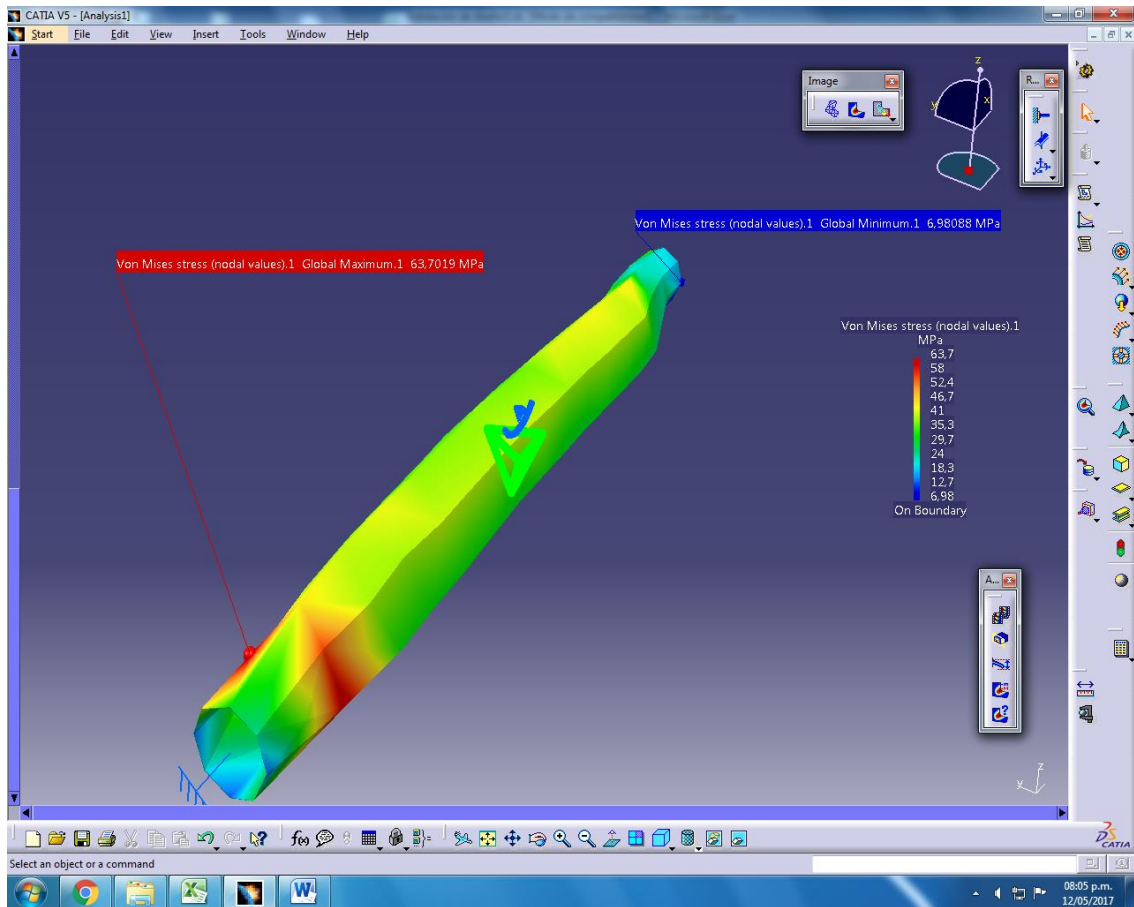 CATIA V5 - [Analysis1]
Start File Edit View Insert Tools Window Help
Image
R...
z
y
x
Von Mises stress (nodal values).1 Global Minimum.1 6,98088 MPa
Von Mises stress (nodal values).1 Global Maximum.1 63,7019 MPa
Von Mises stress (nodal values).1
MPa
63,7
58
52,4
46,7
41
35,3
29,7
24
18,3
12,7
6,98
On Boundary
A...
z
y
f(x)
CATIA
Select an object or a command
08:05 p.m.
12/05/2017